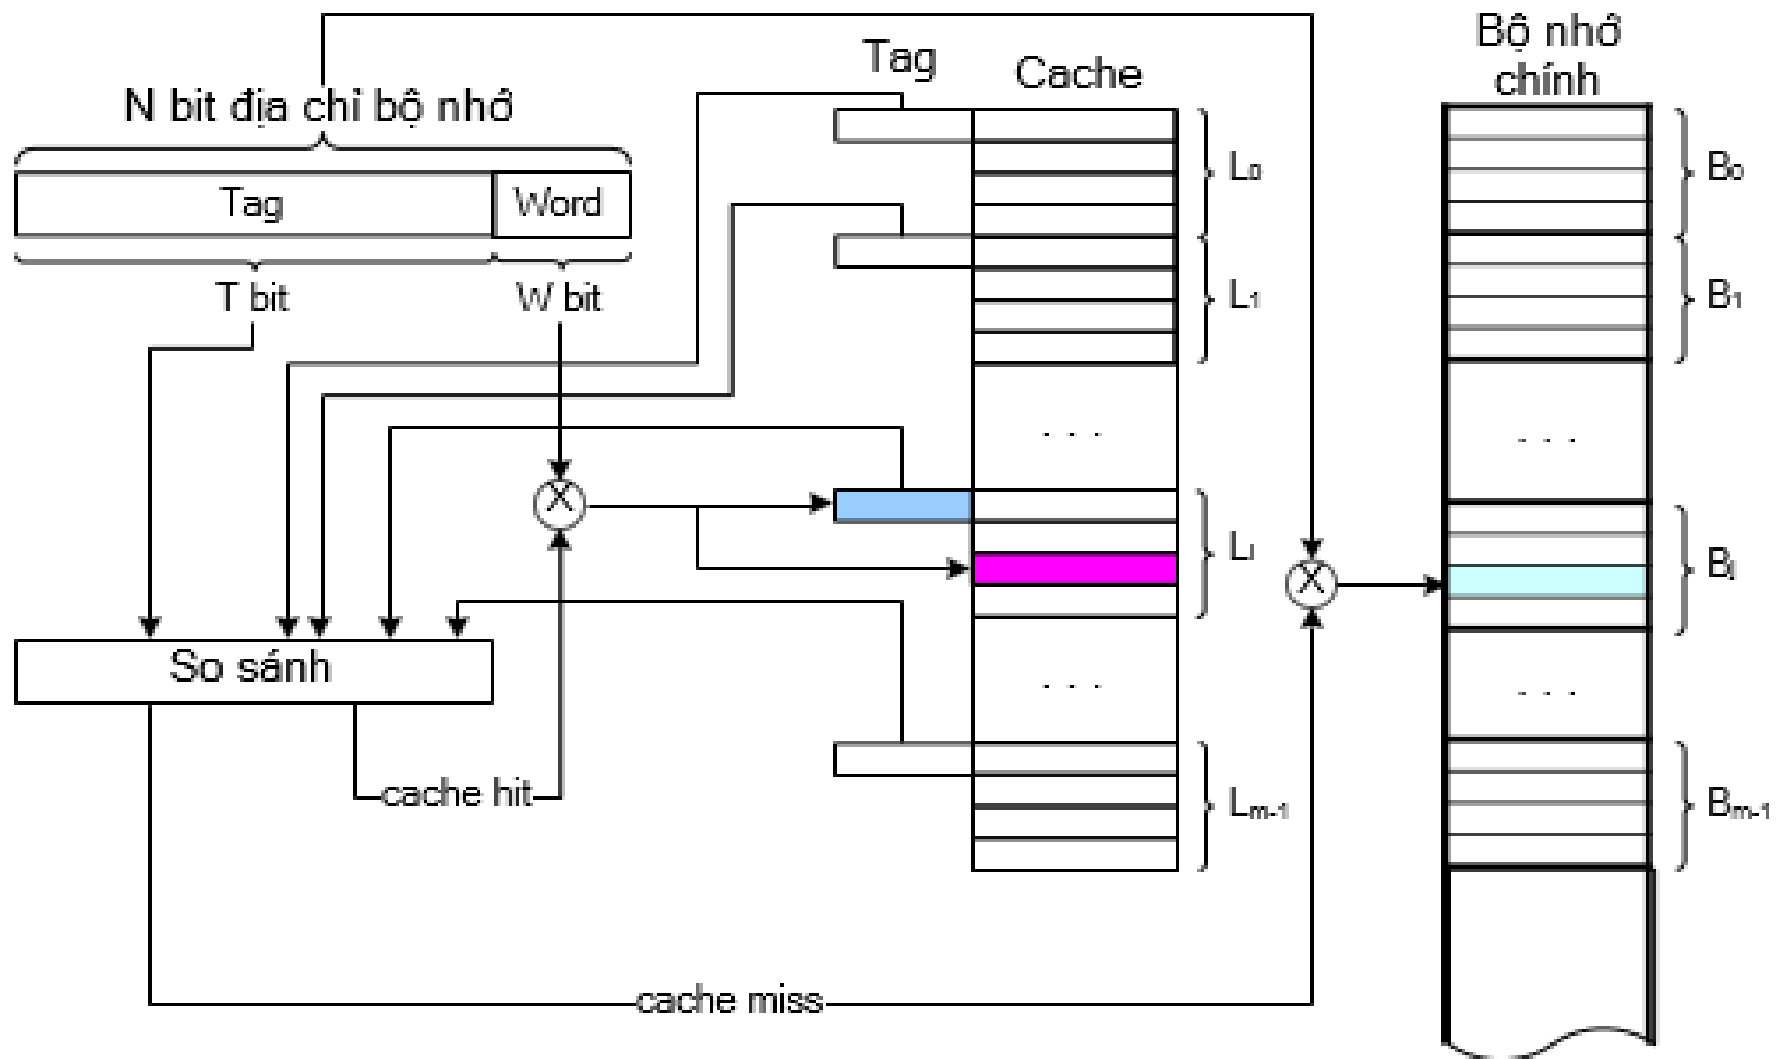 N bit địa chỉ bộ nhớ
Tag
Word
T bit
W bit
So sánh
cache hit
cache miss
X
Tag
Cache
L₀
L₁
. . .
Lᵢ
. . .
Lₘ₋₁
X
Bộ nhớ
chính
B₀
B₁
. . .
Bⱼ
. . .
Bₘ₋₁